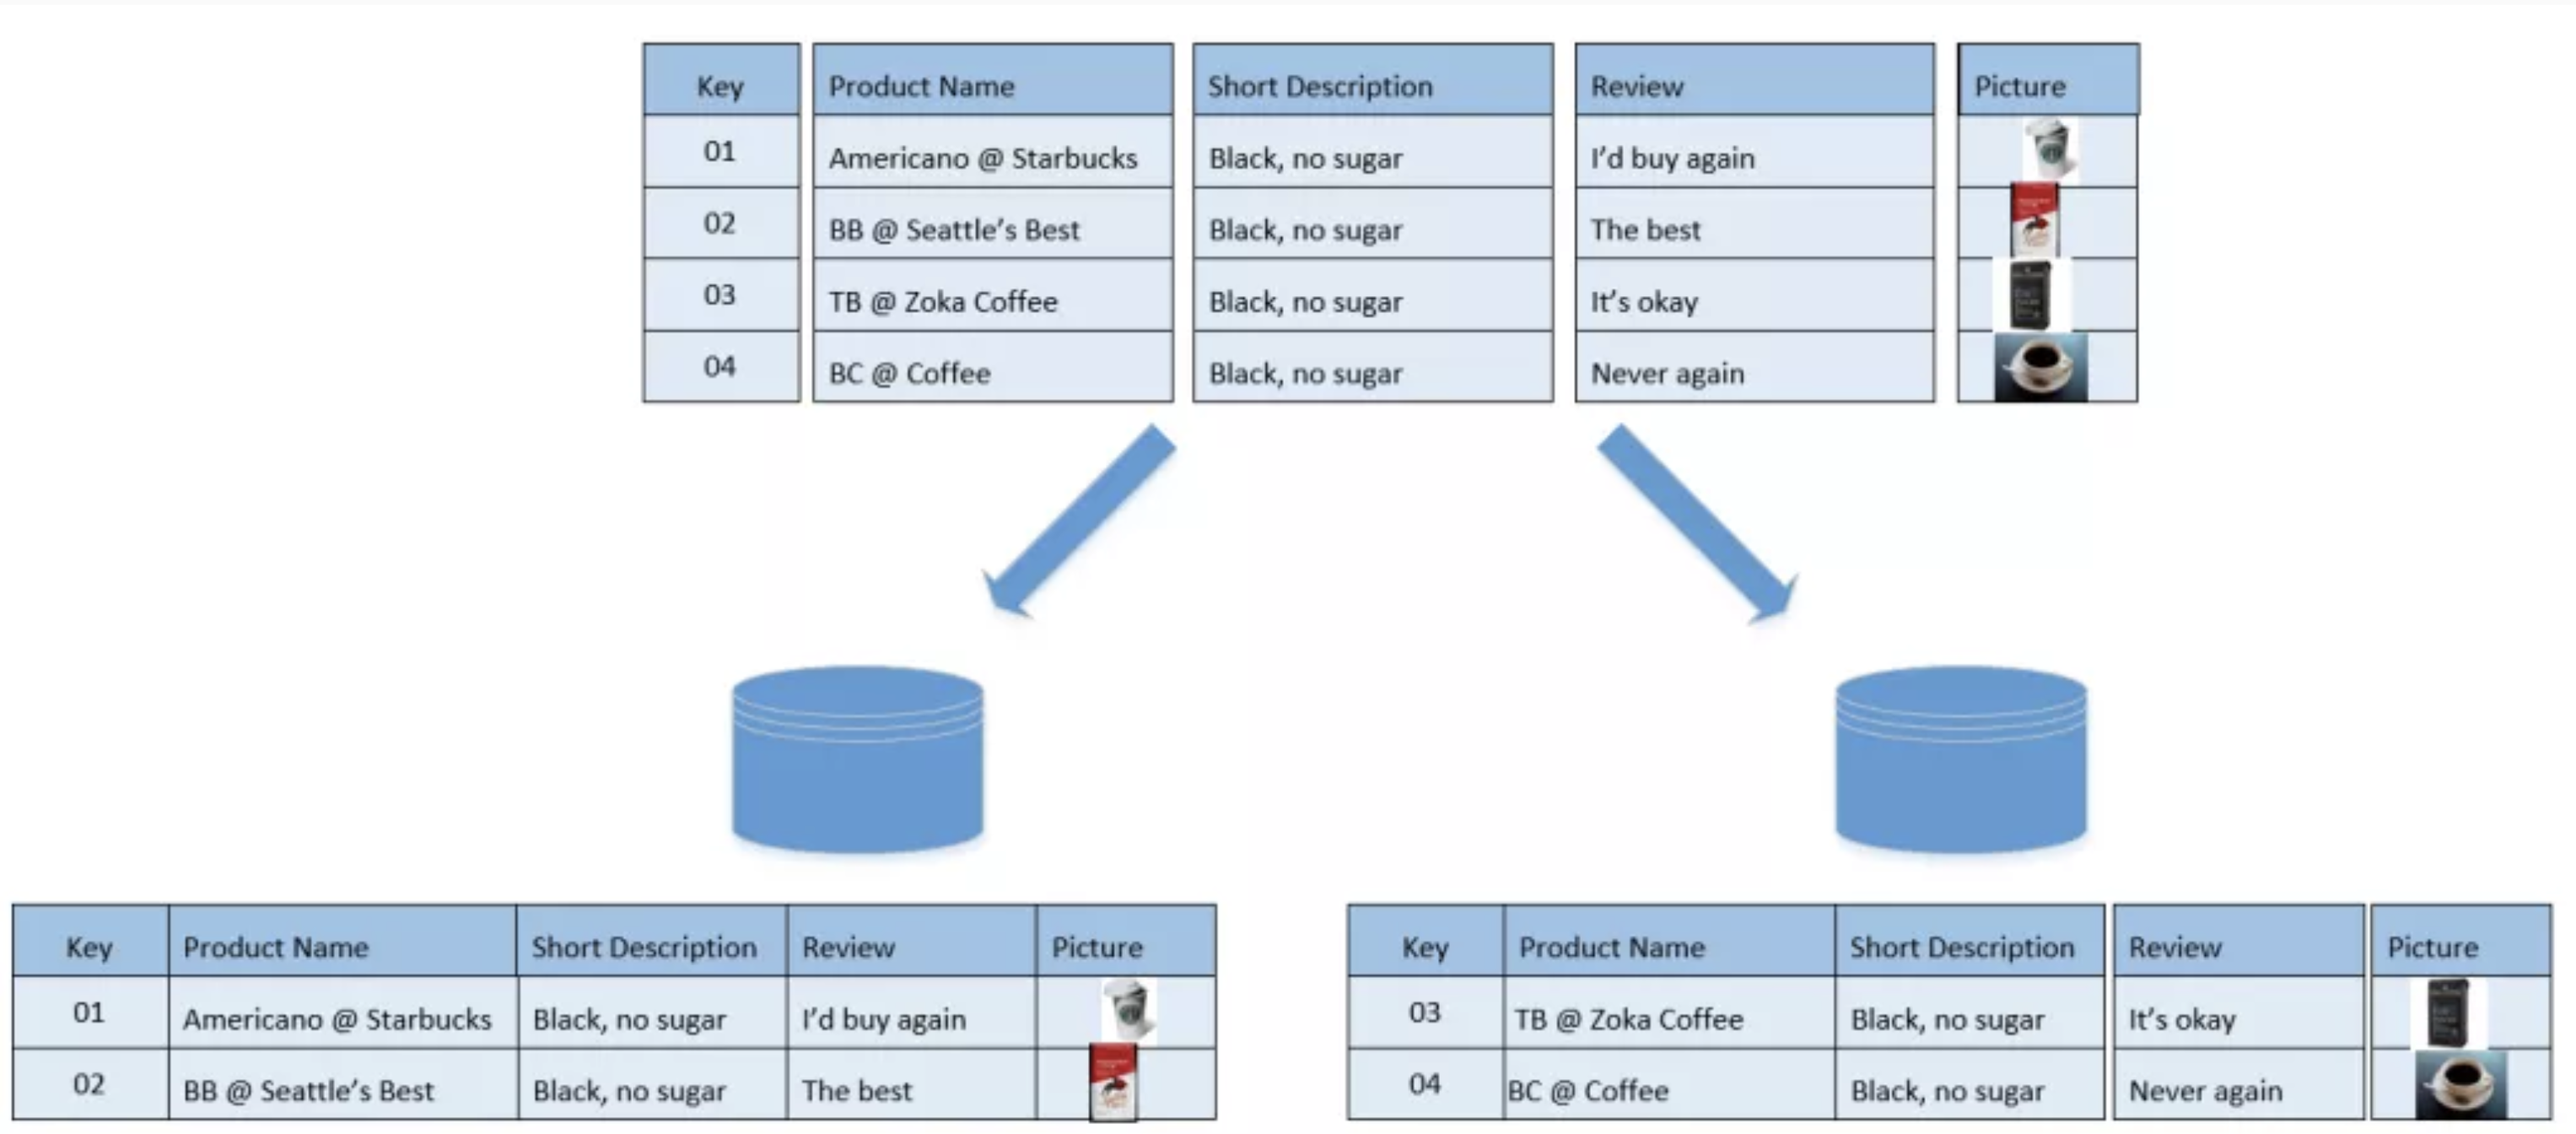 Key Product Name Short Description Review Picture
01 Americano @ Starbucks Black, no sugar I'd buy again
02 BB @ Seattle's Best Black, no sugar The best
03 TB @ Zoka Coffee Black, no sugar It's okay
04 BC @ Coffee Black, no sugar Never again
Key Product Name Short Description Review Picture
01 Americano @ Starbucks Black, no sugar I'd buy again
02 BB @ Seattle's Best Black, no sugar The best
Key Product Name Short Description Review Picture
03 TB @ Zoka Coffee Black, no sugar It's okay
04 BC @ Coffee Black, no sugar Never again